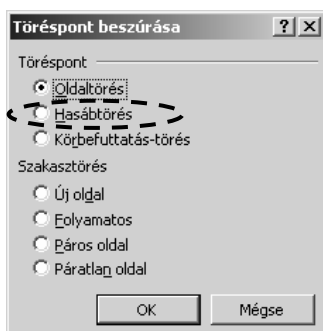 Töréspont beszúrása
Töréspont
Oldaltörés
Hasábtörés
Körbefuttatás-törés
Szakasztörés
Új oldal
Folyamatos
Páros oldal
Páratlan oldal
OK Mégse